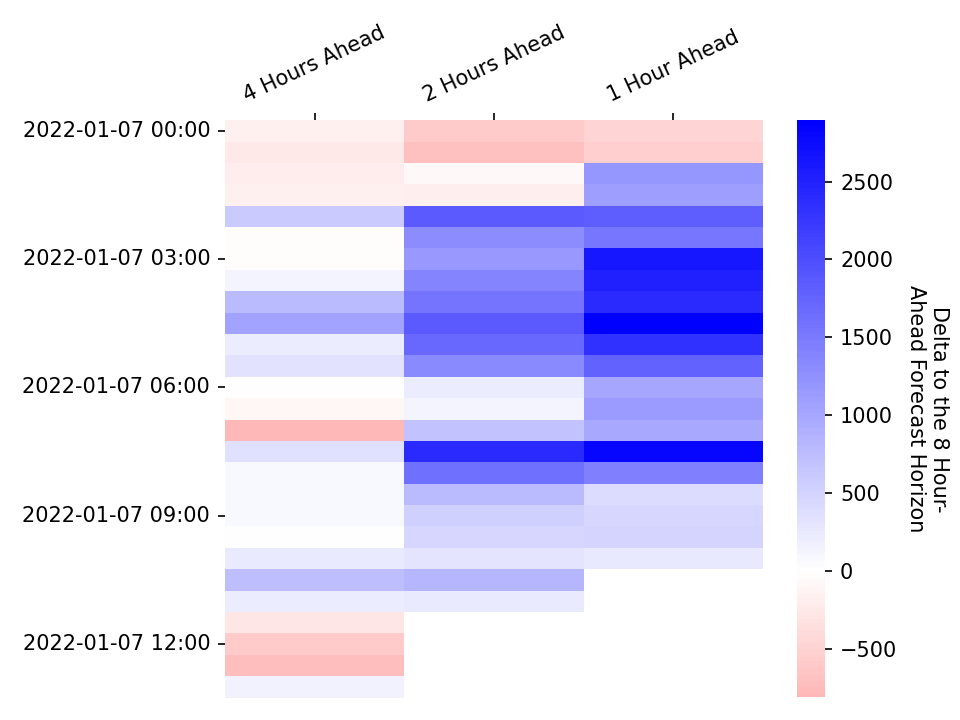 4 Hours Ahead
2 Hours Ahead
1 Hour Ahead
2022-01-07 00:00
2022-01-07 03:00
2022-01-07 06:00
2022-01-07 09:00
2022-01-07 12:00
2500
2000
1500
1000
500
0
−500
Delta to the 8 Hour-
Ahead Forecast Horizon